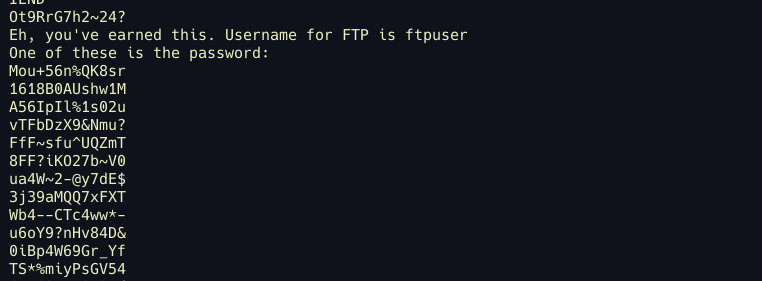 IEND
Ot9RrG7h2~24?
Eh, you've earned this. Username for FTP is ftpuser
One of these is the password:
Mou+56n%QK8sr
1618B0AUshw1M
A56IpIl%1s02u
vTFbDzX9&Nmu?
FfF~sfu^UQZmT
8FF?iKO27b~V0
ua4W~2-@y7dE$
3j39aMQQ7xFXT
Wb4--CTc4ww*-
u6oY9?nHv84D&
0iBp4W69Gr_Yf
TS*%miyPsGV54